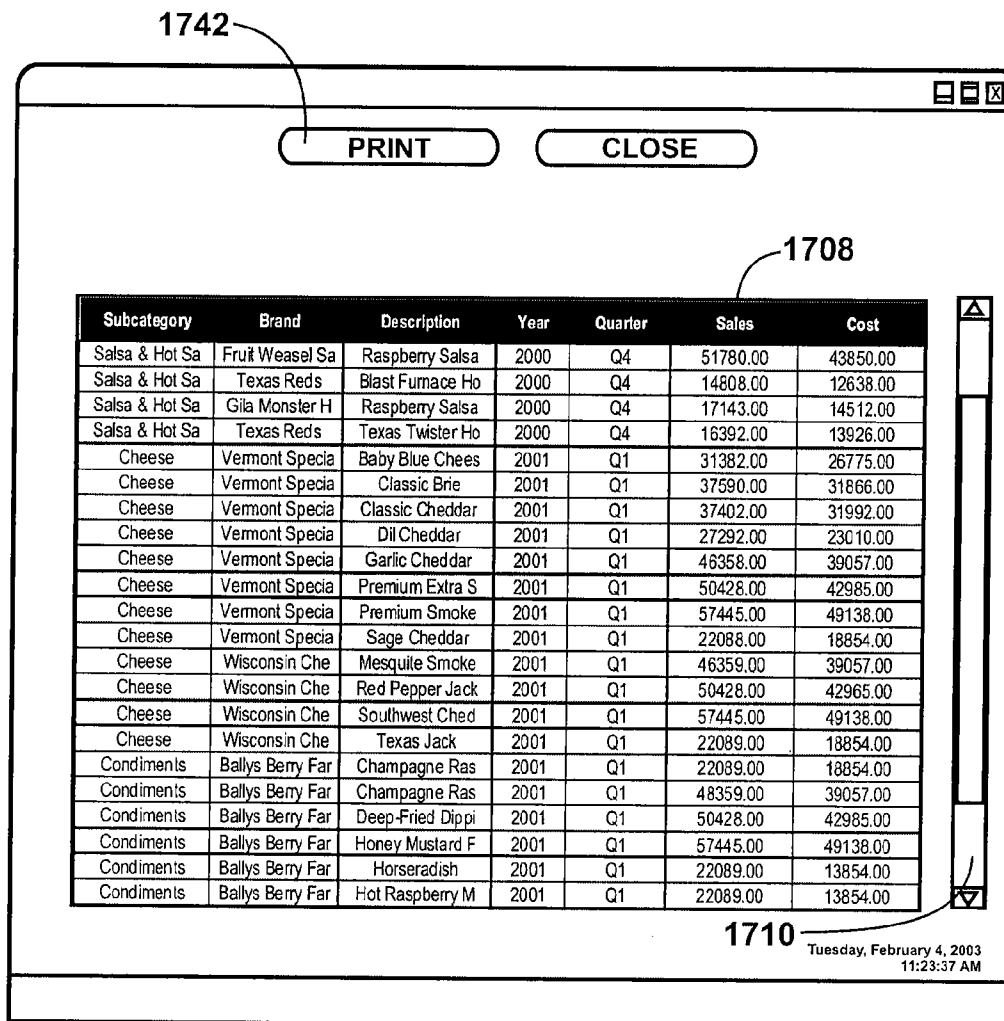 1742
PRINT CLOSE
1708
Subcategory Brand Description Year Quarter Sales Cost
Salsa & Hot Sa Fruit Weasel Sa Raspberry Salsa 2000 Q4 51780.00 43850.00
Salsa & Hot Sa Texas Reds Blast Furnace Ho 2000 Q4 14808.00 12638.00
Salsa & Hot Sa Gila Monster H Raspberry Salsa 2000 Q4 17143.00 14512.00
Salsa & Hot Sa Texas Reds Texas Twister Ho 2000 Q4 16392.00 13926.00
Cheese Vermont Specia Baby Blue Chees 2001 Q1 31382.00 26775.00
Cheese Vermont Specia Classic Brie 2001 Q1 37590.00 31866.00
Cheese Vermont Specia Classic Cheddar 2001 Q1 37402.00 31992.00
Cheese Vermont Specia Dil Cheddar 2001 Q1 27292.00 23010.00
Cheese Vermont Specia Garlic Cheddar 2001 Q1 46358.00 39057.00
Cheese Vermont Specia Premium Extra S 2001 Q1 50428.00 42985.00
Cheese Vermont Specia Premium Smoke 2001 Q1 57445.00 49138.00
Cheese Vermont Specia Sage Cheddar 2001 Q1 22088.00 18854.00
Cheese Wisconsin Che Mesquite Smoke 2001 Q1 46359.00 39057.00
Cheese Wisconsin Che Red Pepper Jack 2001 Q1 50428.00 42965.00
Cheese Wisconsin Che Southwest Ched 2001 Q1 57445.00 49138.00
Cheese Wisconsin Che Texas Jack 2001 Q1 22089.00 18854.00
Condiments Ballys Berry Far Champagne Ras 2001 Q1 22089.00 18854.00
Condiments Ballys Berry Far Champagne Ras 2001 Q1 48359.00 39057.00
Condiments Ballys Berry Far Deep-Fried Dippi 2001 Q1 50428.00 42985.00
Condiments Ballys Berry Far Honey Mustard F 2001 Q1 57445.00 49138.00
Condiments Ballys Berry Far Horseradish 2001 Q1 22089.00 13854.00
Condiments Ballys Berry Far Hot Raspberry M 2001 Q1 22089.00 13854.00
1710
Tuesday, February 4, 2003
11:23:37 AM